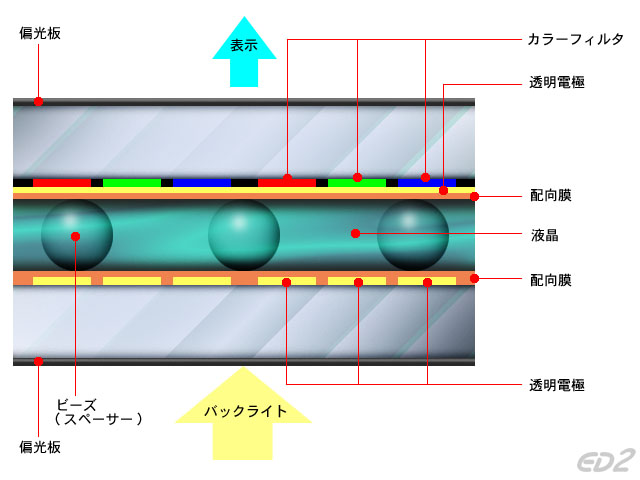 偏光板
表示
カラーフィルタ
透明電極
配向膜
液晶
配向膜
透明電極
バックライト
ビーズ
(スペーサー)
偏光板
ED2